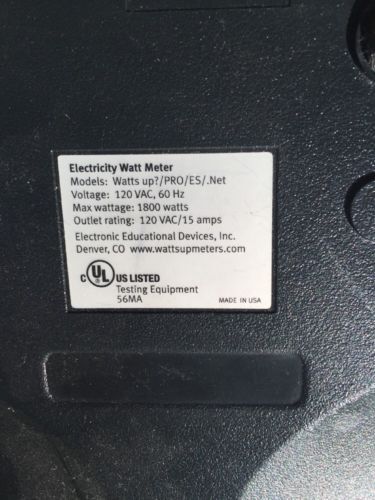 Electricity Watt Meter
Models: Watts up?/PRO/ES/.Net
Voltage: 120 VAC, 60 Hz
Max wattage: 1800 watts
Outlet rating: 120 VAC/15 amps
Electronic Educational Devices, Inc.
Denver, CO www.wattsupmeters.com
C UL US LISTED
Testing Equipment
56MA
MADE IN USA